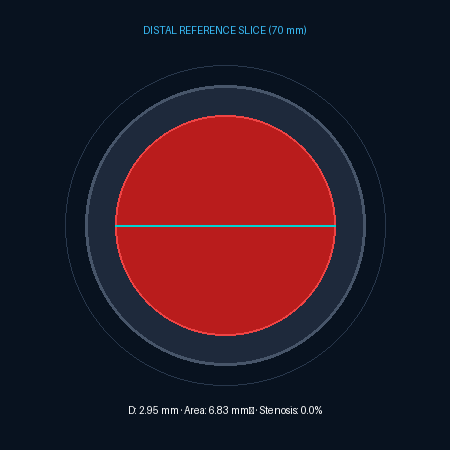 DISTAL REFERENCE SLICE (70 mm)
D: 2.95 mm · Area: 6.83 mm▯ · Stenosis: 0.0%